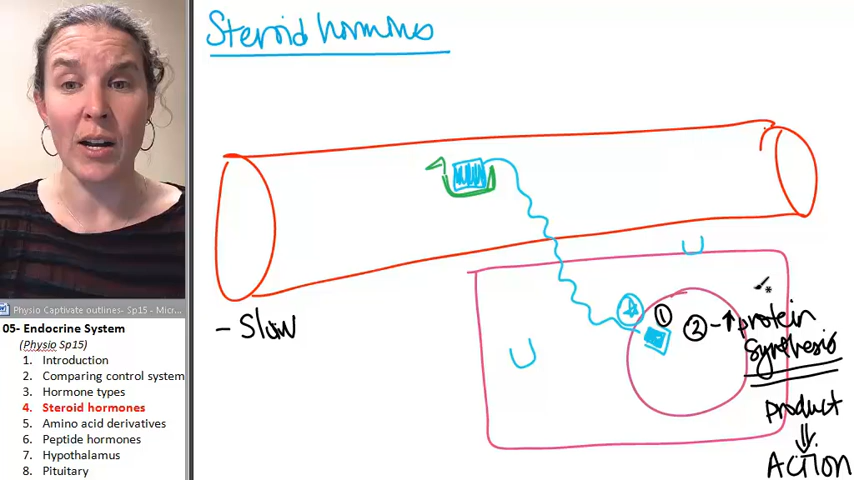 Steroid hormones
Physio Captivate outlines- Sp15 - Micr...
05- Endocrine System
(Physio Sp15)
1. Introduction
2. Comparing control system
3. Hormone types
4. Steroid hormones
5. Amino acid derivatives
6. Peptide hormones
7. Hypothalamus
8. Pituitary
- Slow
①
② - ↑ protein
synthesis
product
⇓
ACTION